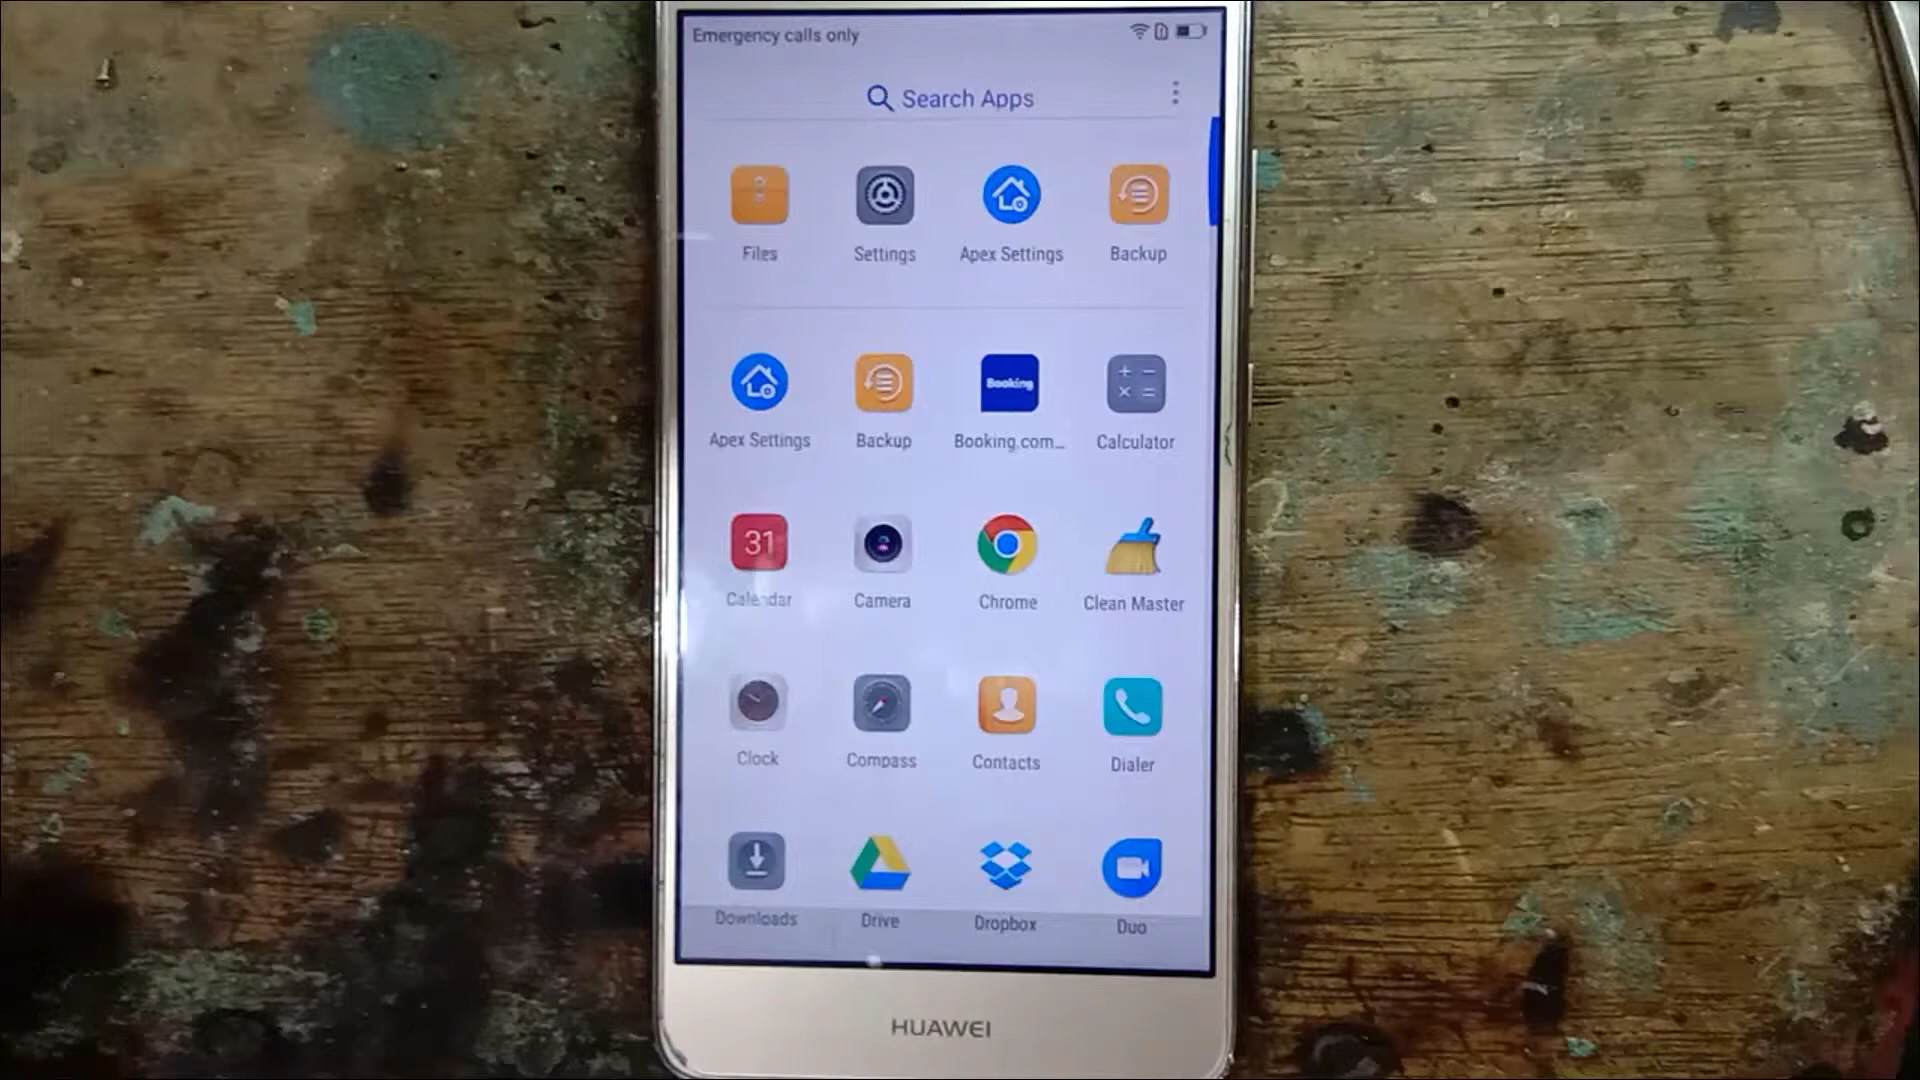 Emergency calls only
Search Apps
Files Settings Apex Settings Backup
Booking
Apex Settings Backup Booking.com... Calculator
31
Calendar Camera Chrome Clean Master
Clock Compass Contacts Dialer
Downloads Drive Dropbox Duo
HUAWEI